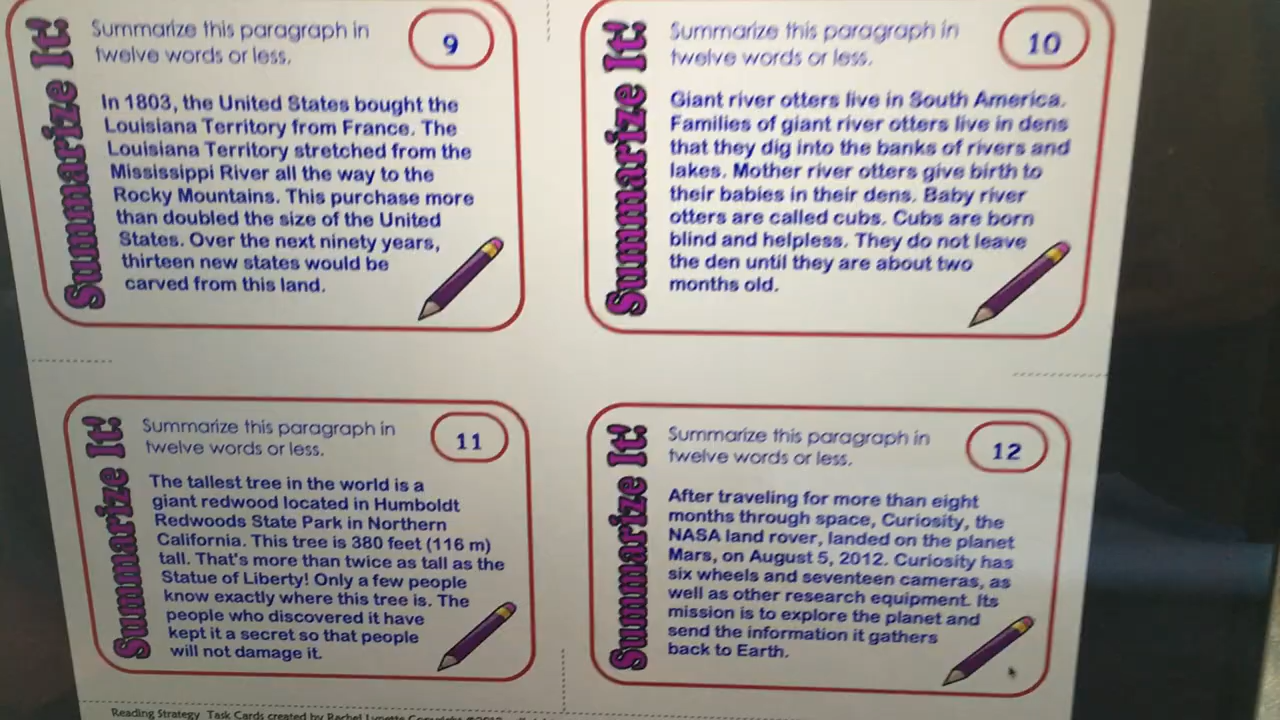 Summarize It!
Summarize this paragraph in
twelve words or less.
9
In 1803, the United States bought the
Louisiana Territory from France. The
Louisiana Territory stretched from the
Mississippi River all the way to the
Rocky Mountains. This purchase more
than doubled the size of the United
States. Over the next ninety years,
thirteen new states would be
carved from this land.
Summarize It!
Summarize this paragraph in
twelve words or less.
10
Giant river otters live in South America.
Families of giant river otters live in dens
that they dig into the banks of rivers and
lakes. Mother river otters give birth to
their babies in their dens. Baby river
otters are called cubs. Cubs are born
blind and helpless. They do not leave
the den until they are about two
months old.
Summarize It!
Summarize this paragraph in
twelve words or less.
11
The tallest tree in the world is a
giant redwood located in Humboldt
Redwoods State Park in Northern
California. This tree is 380 feet (116 m)
tall. That's more than twice as tall as the
Statue of Liberty! Only a few people
know exactly where this tree is. The
people who discovered it have
kept it a secret so that people
will not damage it.
Summarize It!
Summarize this paragraph in
twelve words or less.
12
After traveling for more than eight
months through space, Curiosity, the
NASA land rover, landed on the planet
Mars, on August 5, 2012. Curiosity has
six wheels and seventeen cameras, as
well as other research equipment. Its
mission is to explore the planet and
send the information it gathers
back to Earth.
Reading Strategy Task Cards created by Rachel Lynette